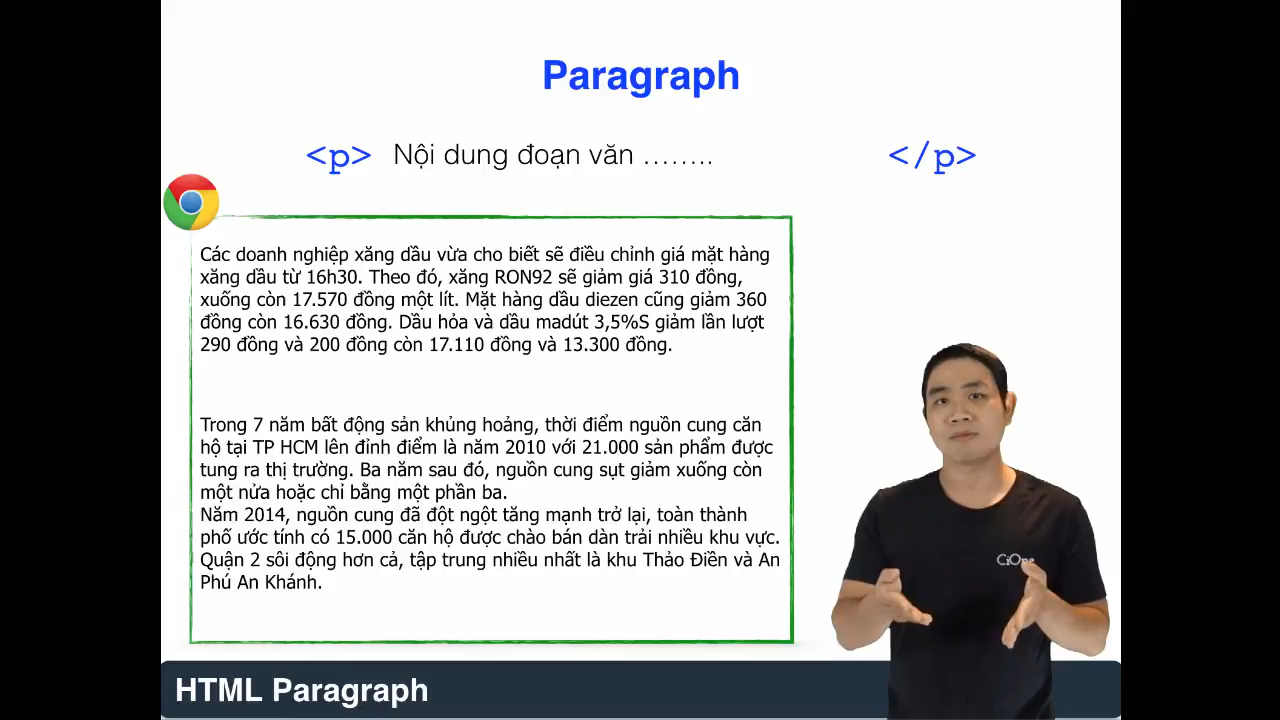 Paragraph
<p> Nội dung đoạn văn ........ </p>
Các doanh nghiệp xăng dầu vừa cho biết sẽ điều chỉnh giá mặt hàng
xăng dầu từ 16h30. Theo đó, xăng RON92 sẽ giảm giá 310 đồng,
xuống còn 17.570 đồng một lít. Mặt hàng dầu diezen cũng giảm 360
đồng còn 16.630 đồng. Dầu hỏa và dầu madút 3,5%S giảm lần lượt
290 đồng và 200 đồng còn 17.110 đồng và 13.300 đồng.
Trong 7 năm bất động sản khủng hoảng, thời điểm nguồn cung căn
hộ tại TP HCM lên đỉnh điểm là năm 2010 với 21.000 sản phẩm được
tung ra thị trường. Ba năm sau đó, nguồn cung sụt giảm xuống còn
một nửa hoặc chỉ bằng một phần ba.
Năm 2014, nguồn cung đã đột ngột tăng mạnh trở lại, toàn thành
phố ước tính có 15.000 căn hộ được chào bán dàn trải nhiều khu vực.
Quận 2 sôi động hơn cả, tập trung nhiều nhất là khu Thảo Điền và An
Phú An Khánh.
CiOne
HTML Paragraph